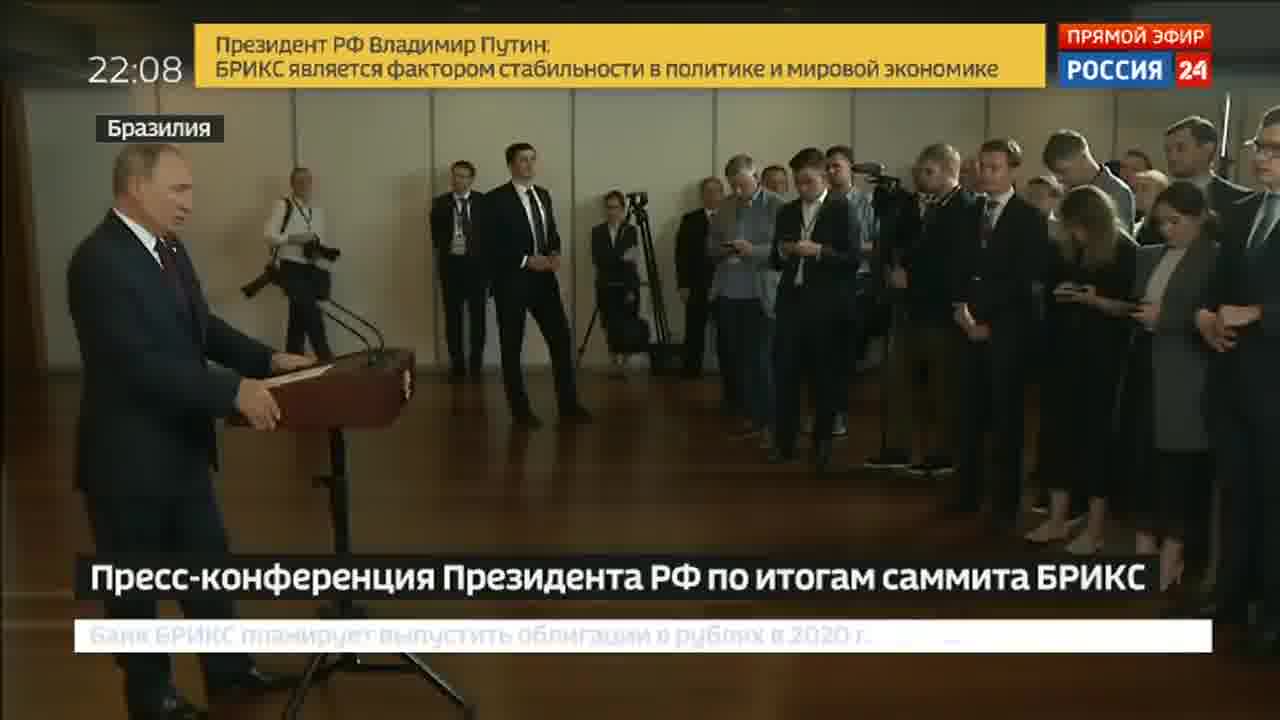 22:08
Президент РФ Владимир Путин:
БРИКС является фактором стабильности в политике и мировой экономике
ПРЯМОЙ ЭФИР
РОССИЯ 24
Бразилия
Пресс-конференция Президента РФ по итогам саммита БРИКС
Банк БРИКС планирует выпустить облигации в рублях в 2020 г.